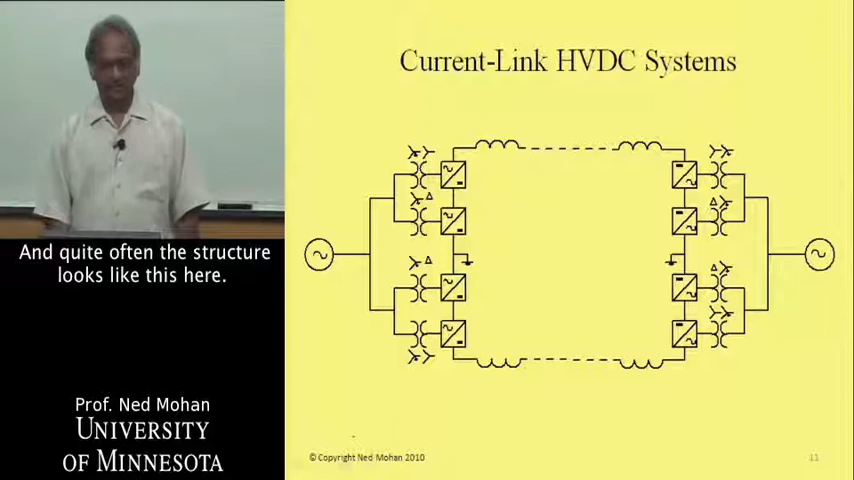 Current-Link HVDC Systems
And quite often the structure
looks like this here.
Prof. Ned Mohan
UNIVERSITY
OF MINNESOTA
© Copyright Ned Mohan 2010
11